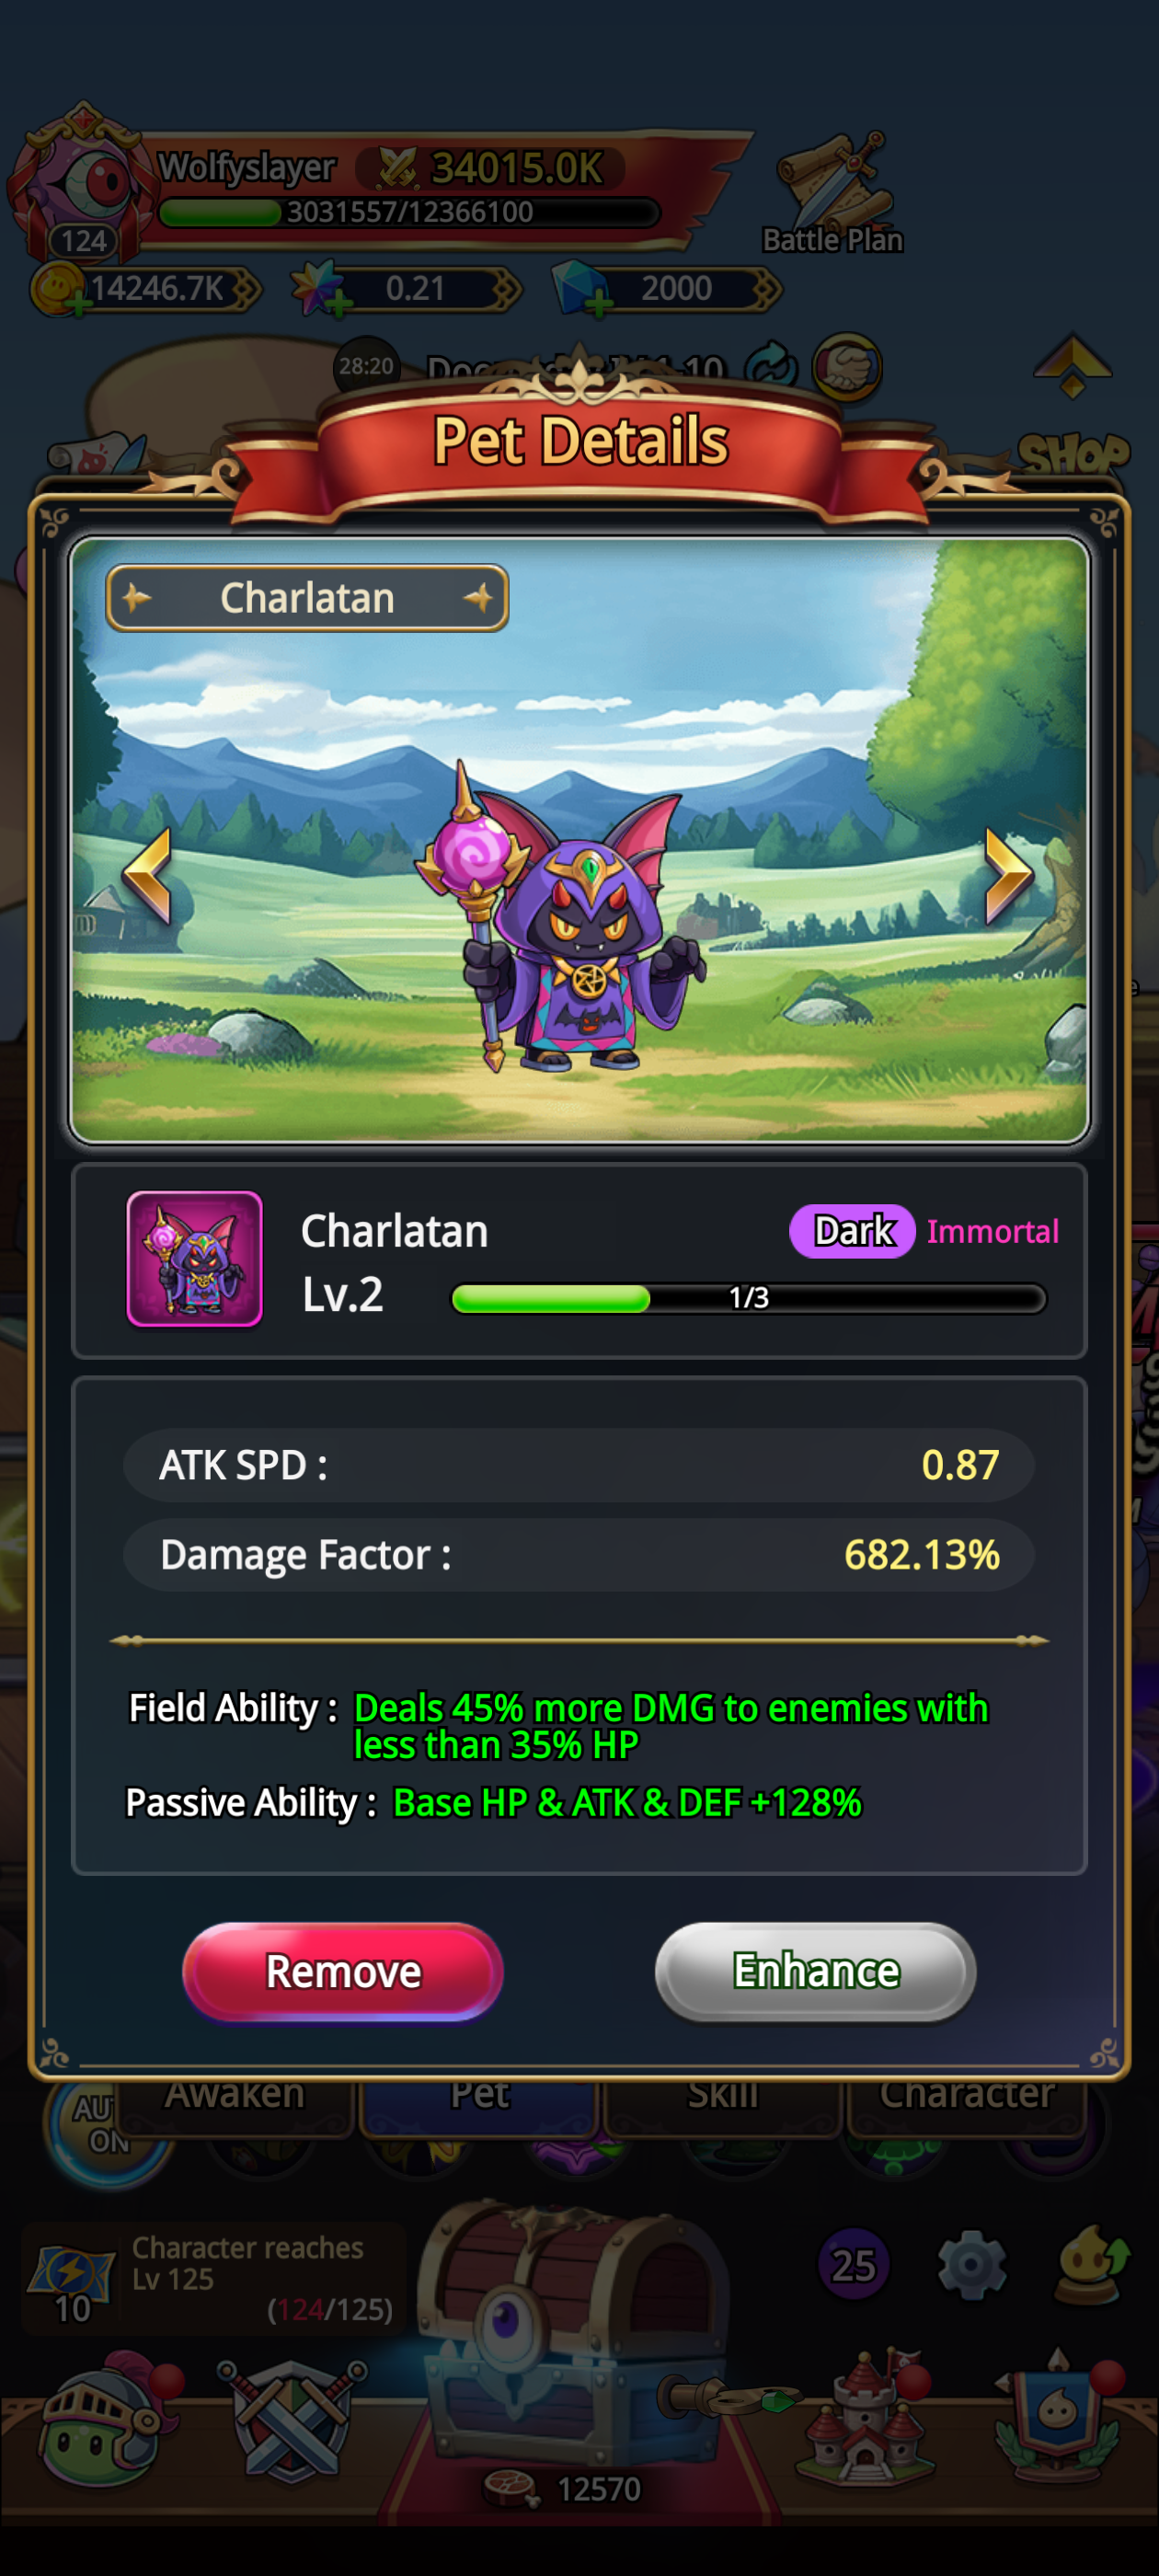 Wolfyslayer
34015.0K
3031557/12366100
124
Battle Plan
14246.7K
0.21
2000
28:20
10
SHOP
Pet Details
Charlatan
Charlatan
Dark
Immortal
Lv.2
1/3
ATK SPD :
0.87
Damage Factor :
682.13%
Field Ability : Deals 45% more DMG to enemies with
less than 35% HP
Passive Ability : Base HP & ATK & DEF +128%
Remove
Enhance
Awaken
Pet
Skill
Character
ON
Character reaches
Lv 125
(124/125)
10
25
12570